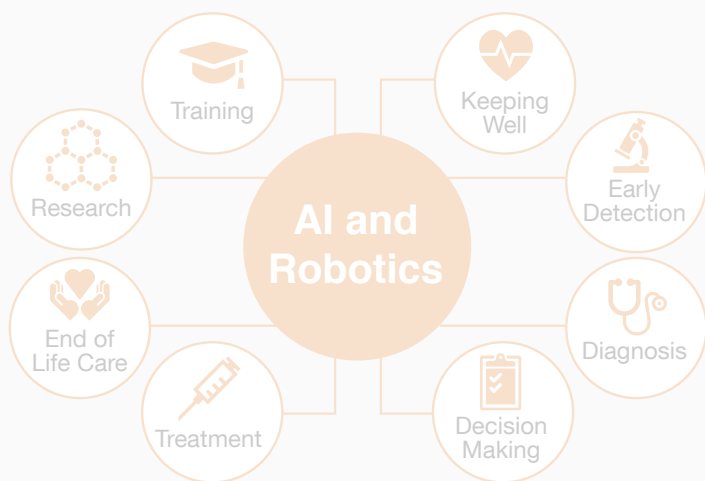 Training
Keeping
Well
Research
Early
Detection
AI and
Robotics
End of
Life Care
Diagnosis
Treatment
Decision
Making